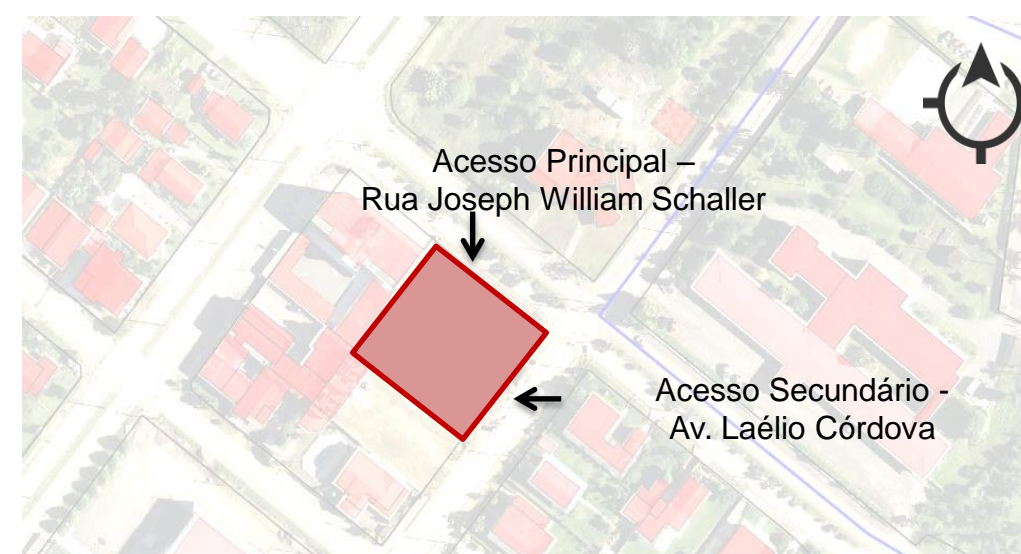 Acesso Principal –
Rua Joseph William Schaller
Acesso Secundário -
Av. Laélio Córdova